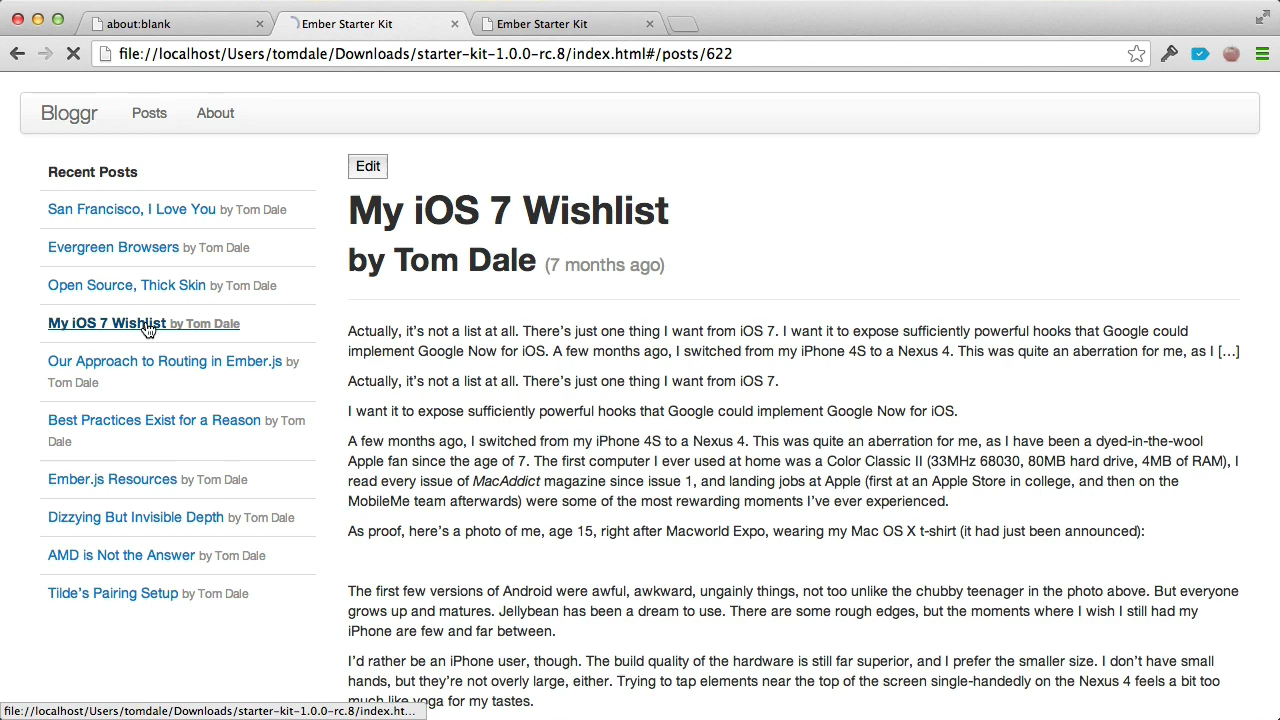 about:blank
Ember Starter Kit
Ember Starter Kit
file://localhost/Users/tomdale/Downloads/starter-kit-1.0.0-rc.8/index.html#/posts/622
Bloggr
Posts
About
Recent Posts
San Francisco, I Love You by Tom Dale
Evergreen Browsers by Tom Dale
Open Source, Thick Skin by Tom Dale
My iOS 7 Wishlist by Tom Dale
Our Approach to Routing in Ember.js by
Tom Dale
Best Practices Exist for a Reason by Tom
Dale
Ember.js Resources by Tom Dale
Dizzying But Invisible Depth by Tom Dale
AMD is Not the Answer by Tom Dale
Tilde's Pairing Setup by Tom Dale
Edit
My iOS 7 Wishlist
by Tom Dale (7 months ago)
Actually, it's not a list at all. There's just one thing I want from iOS 7. I want it to expose sufficiently powerful hooks that Google could
implement Google Now for iOS. A few months ago, I switched from my iPhone 4S to a Nexus 4. This was quite an aberration for me, as I […]
Actually, it's not a list at all. There's just one thing I want from iOS 7.
I want it to expose sufficiently powerful hooks that Google could implement Google Now for iOS.
A few months ago, I switched from my iPhone 4S to a Nexus 4. This was quite an aberration for me, as I have been a dyed-in-the-wool
Apple fan since the age of 7. The first computer I ever used at home was a Color Classic II (33MHz 68030, 80MB hard drive, 4MB of RAM), I
read every issue of MacAddict magazine since issue 1, and landing jobs at Apple (first at an Apple Store in college, and then on the
MobileMe team afterwards) were some of the most rewarding moments I've ever experienced.
As proof, here's a photo of me, age 15, right after Macworld Expo, wearing my Mac OS X t-shirt (it had just been announced):
The first few versions of Android were awful, awkward, ungainly things, not too unlike the chubby teenager in the photo above. But everyone
grows up and matures. Jellybean has been a dream to use. There are some rough edges, but the moments where I wish I still had my
iPhone are few and far between.
I'd rather be an iPhone user, though. The build quality of the hardware is still far superior, and I prefer the smaller size. I don't have small
hands, but they're not overly large, either. Trying to tap elements near the top of the screen single-handedly on the Nexus 4 feels a bit too
much like yoga for my tastes.
file://localhost/Users/tomdale/Downloads/starter-kit-1.0.0-rc.8/index.ht...